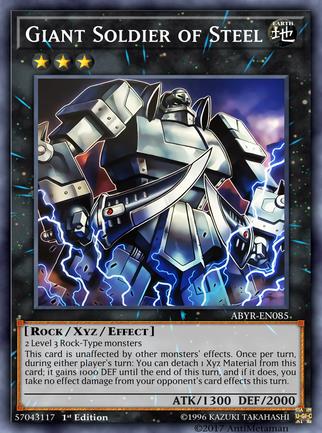 GIANT SOLDIER OF STEEL
EARTH
地
ABYR-EN085
[ROCK / XYZ / EFFECT]
2 Level 3 Rock-Type monsters
This card is unaffected by other monsters' effects. Once per turn,
during either player's turn: You can detach 1 Xyz Material from this
card; it gains 1000 DEF until the end of this turn, and if it does, you
take no effect damage from your opponent's card effects this turn.
ATK/1300 DEF/2000
57043117 1st Edition ©1996 KAZUKI TAKAHASHI
©2017 AntiMetaman